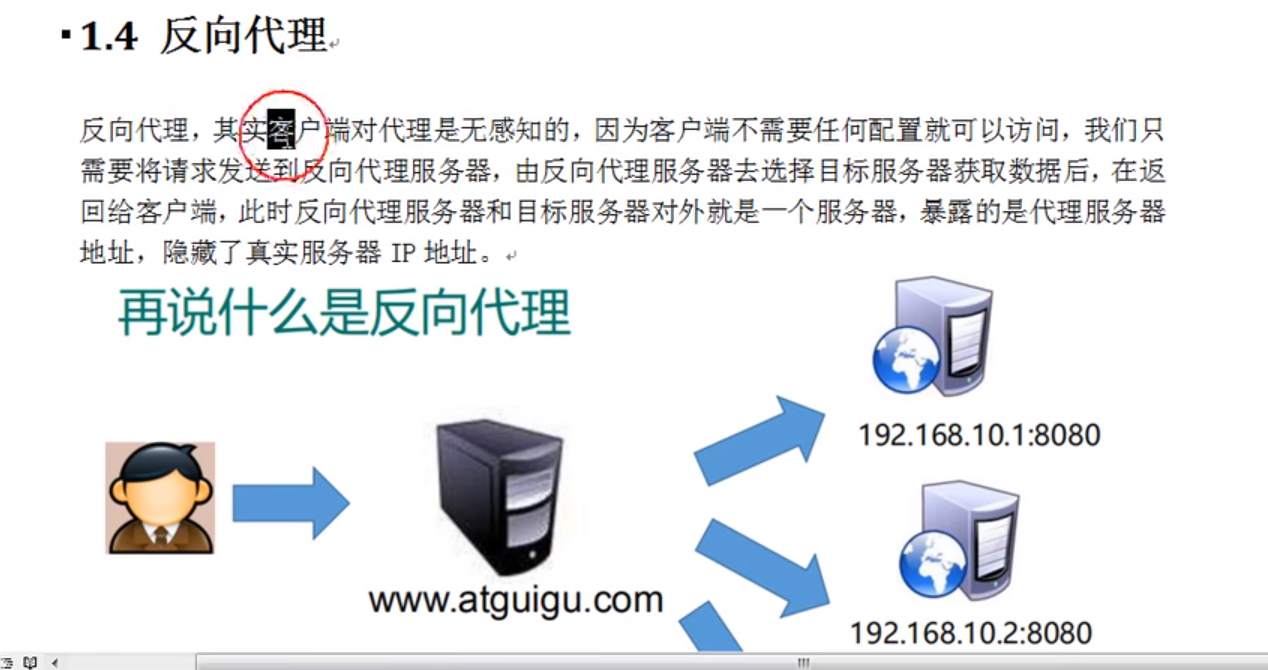 1.4 反向代理
反向代理，其实客户端对代理是无感知的，因为客户端不需要任何配置就可以访问，我们只
需要将请求发送到反向代理服务器，由反向代理服务器去选择目标服务器获取数据后，在返
回给客户端，此时反向代理服务器和目标服务器对外就是一个服务器，暴露的是代理服务器
地址，隐藏了真实服务器 IP 地址。
再说什么是反向代理
192.168.10.1:8080
www.atguigu.com
192.168.10.2:8080